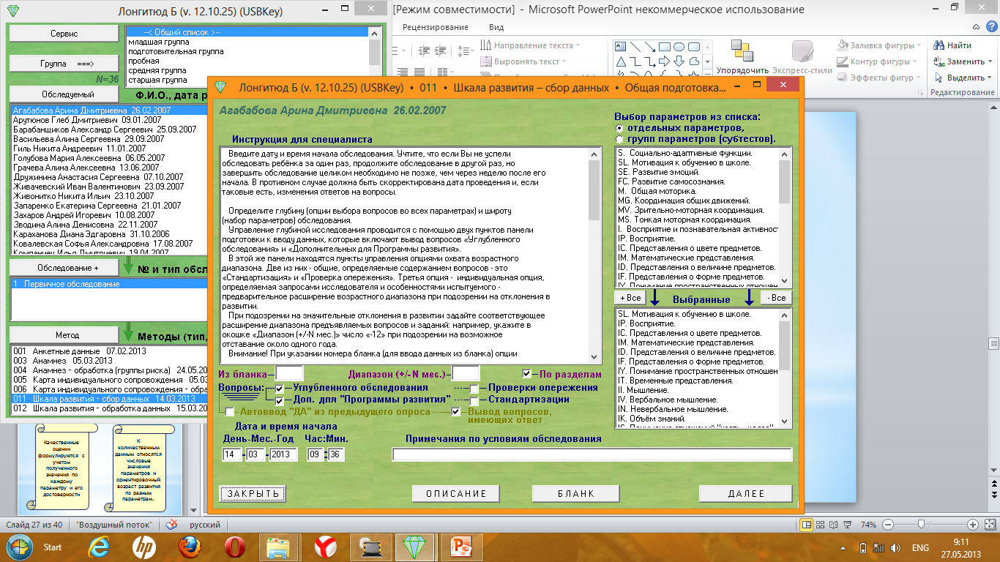 Лонгитюд Б (v. 12.10.25) (USBKey)
[Режим совместимости] - Microsoft PowerPoint некоммерческое использование
Рецензирование Вид
Направление текста
Выровнять текст
Упорядочить
Экспресс-стили
Заливка фигуры
Контур фигуры
Эффекты фигур
Найти
Заменить
Выделить
Редактирование
Сервис
Группа ===>
N=36
--< Общий список >--
младшая группа
подготовительная группа
пробная
средняя группа
старшая группа
Обследуемый
Ф.И.О., дата р
Агабабова Арина Дмитриевна 26.02.2007
Арутюнов Глеб Дмитриевич 09.01.2007
Барабанщиков Александр Сергеевич 25.09.2007
Васильева Алина Сергеевна 29.09.2007
Гиль Никита Андреевич 11.01.2007
Голубова Мария Алексеевна 06.05.2007
Грачева Алина Алексеевна 13.06.2007
Дружинина Анастасия Сергеевна 07.10.2007
Живачевский Иван Валентинович 23.09.2007
Живонитко Никита Ильич 23.10.2007
Запаренко Екатерина Сергеевна 21.01.2007
Захаров Андрей Игоревич 10.08.2007
Зводина Алина Денисовна 22.11.2007
Караханова Диана Эдгаровна 31.10.2006
Ковалевская Софья Александровна 17.08.2007
Компаниец Илья Дмитриевич 19.04.2007
Обследование +
№ и тип обсл
1 Первичное обследование
Метод
Методы (тип,
001 Анкетные данные 07.02.2013
003 Анамнез 05.03.2013
004 Анамнез - обработка (группы риска) 24.05.20
005 Карта индивидуального сопровождения 05.03
006 Карта индивидуального сопровождения - обра
011 Шкала развития - сбор данных 14.03.2013
012 Шкала развития - обработка данных 15.03.20
Лонгитюд Б (v. 12.10.25) (USBKey) • 011 • Шкала развития – сбор данных • Общая подготовка...
Агабабова Арина Дмитриевна 26.02.2007
Инструкция для специалиста
Введите дату и время начала обследования. Учтите, что если Вы не успели
обследовать ребёнка за один раз, продолжите обследование в другой раз, но
завершить обследование целиком необходимо не позже, чем через неделю после его
начала. В противном случае должна быть скорректирована дата проведения и, если
таковые есть, изменения ответов на вопросы.
Определите глубину (опции выбора вопросов во всех параметрах) и широту
(набор параметров) обследования.
Управление глубиной исследования проводится с помощью двух пунктов панели
подготовки к вводу данных, которые включают вывод вопросов «Углубленного
обследования» и «Дополнительных для Программы развития».
В этой же панели находятся пункты управления опциями охвата возрастного
диапазона. Две из них - общие, определяемые содержанием вопросов - это
«Стандартизация» и «Проверка опережения». Третья опция - индивидуальная опция,
определяемая запросами исследователя и особенностями испытуемого -
предварительное расширение возрастного диапазона при подозрении на отклонения в
развитии.
При подозрении на значительные отклонения в развитии задайте соответствующее
расширение диапазона предъявляемых вопросов и заданий: например, укажите в
окошке «Диапазон (+/-N мес.)» число «-12» при подозрении на возможное
отставание около одного года.
Внимание! При указании номера бланка (для ввода данных из бланка) опции
Выбор параметров из списка:
отдельных параметров,
групп параметров (субтестов).
S. Социально-адаптивные функции.
SL. Мотивация к обучению в школе.
SE. Развитие эмоций.
FC. Развитие самосознания.
M. Общая моторика.
MG. Координация общих движений.
MV. Зрительно-моторная координация.
MS. Тонкая моторная координация.
I. Восприятие и познавательная активност
IP. Восприятие.
IC. Представления о цвете предметов.
IM. Математические представления.
ID. Представления о величине предметов.
IF. Представления о форме предметов.
IY. Понимание пространственных отношен
+ Все
Выбранные
- Все
SL. Мотивация к обучению в школе.
IP. Восприятие.
IC. Представления о цвете предметов.
IM. Математические представления.
ID. Представления о величине предметов.
IF. Представления о форме предметов.
IY. Понимание пространственных отношен
IT. Временные представления.
II. Мышление.
IV. Вербальное мышление.
IN. Невербальное мышление.
IK. Объём знаний.
Из бланка
Диапазон (+/-N мес.)
По разделам
Вопросы:
Углубленного обследования
Проверки опережения
Доп. для "Программы развития"
Стандартизации
Автоввод "ДА" из предыдущего опроса
Вывод вопросов,
имеющих ответ
Дата и время начала
День-Мес.-Год Час:Мин.
Примечания по условиям обследования
14 - 03 - 2013 09 : 36
ЗАКРЫТЬ
ОПИСАНИЕ
БЛАНК
ДАЛЕЕ
Качественные
оценки
формулируются с
учетом
полученного
значения по
каждому
параметру и его
достоверности
К
количественным
данным относятся
числовые
значения
параметров и
ориентировочный
возраст развития
по разным
параметрам.
Слайд 27 из 40
"Воздушный поток"
русский
74%
Start
ENG
9:11
27.05.2013